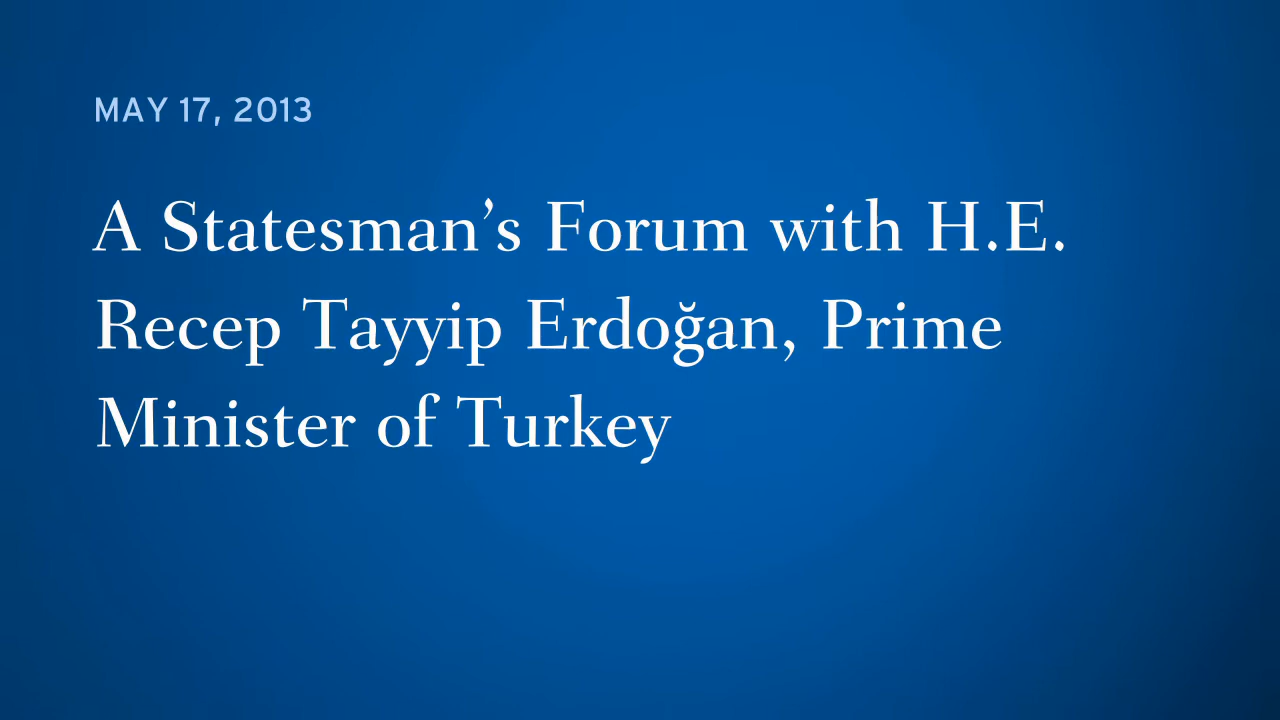 MAY 17, 2013
A Statesman’s Forum with H.E.
Recep Tayyip Erdoğan, Prime
Minister of Turkey